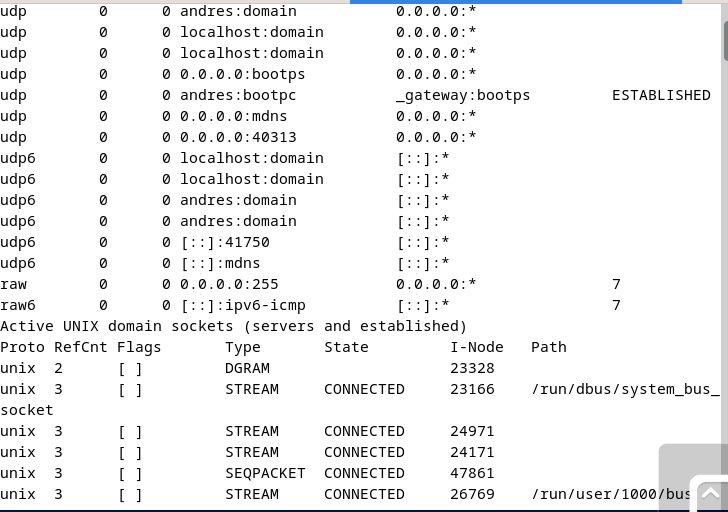 udp 0 0 andres:domain 0.0.0.0:*
udp 0 0 localhost:domain 0.0.0.0:*
udp 0 0 localhost:domain 0.0.0.0:*
udp 0 0 0.0.0.0:bootps 0.0.0.0:*
udp 0 0 andres:bootpc _gateway:bootps ESTABLISHED
udp 0 0 0.0.0.0:mdns 0.0.0.0:*
udp 0 0 0.0.0.0:40313 0.0.0.0:*
udp6 0 0 localhost:domain [::]:*
udp6 0 0 localhost:domain [::]:*
udp6 0 0 andres:domain [::]:*
udp6 0 0 andres:domain [::]:*
udp6 0 0 [::]:41750 [::]:*
udp6 0 0 [::]:mdns [::]:*
raw 0 0 0.0.0.0:255 0.0.0.0:* 7
raw6 0 0 [::]:ipv6-icmp [::]:* 7
Active UNIX domain sockets (servers and established)
Proto RefCnt Flags Type State I-Node Path
unix 2 [ ] DGRAM 23328
unix 3 [ ] STREAM CONNECTED 23166 /run/dbus/system_bus_
socket
unix 3 [ ] STREAM CONNECTED 24971
unix 3 [ ] STREAM CONNECTED 24171
unix 3 [ ] SEQPACKET CONNECTED 47861
unix 3 [ ] STREAM CONNECTED 26769 /run/user/1000/bus